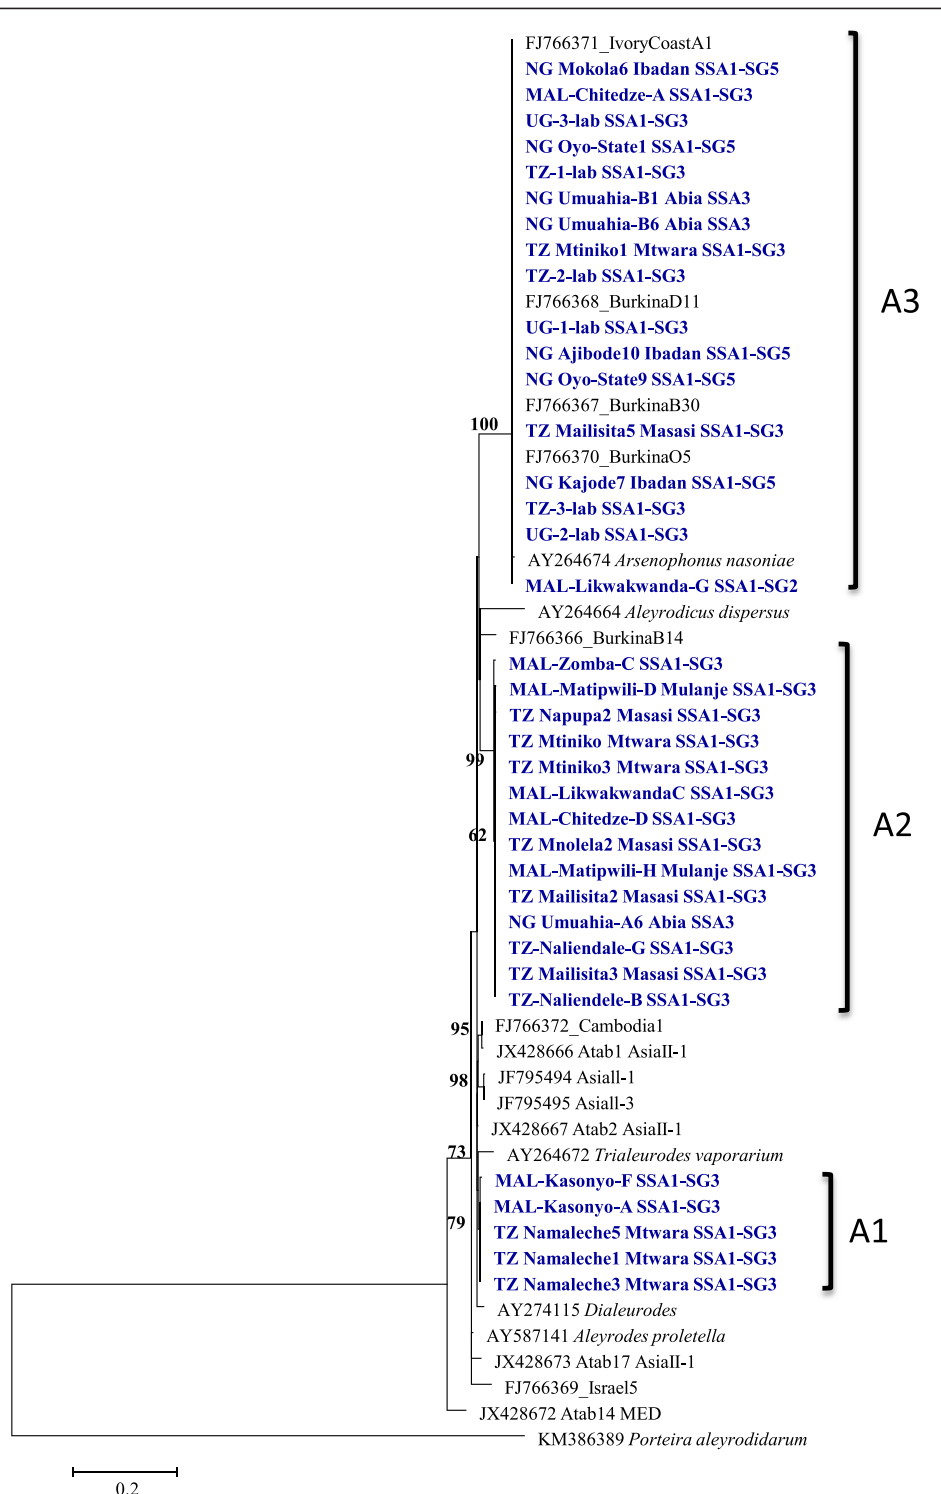 FJ766371_IvoryCoastA1
NG Mokola6 Ibadan SSA1-SG5
MAL-Chitedze-A SSA1-SG3
UG-3-lab SSA1-SG3
NG Oyo-State1 SSA1-SG5
TZ-1-lab SSA1-SG3
NG Umuahia-B1 Abia SSA3
NG Umuahia-B6 Abia SSA3
TZ Mtiniko1 Mtwara SSA1-SG3
TZ-2-lab SSA1-SG3
FJ766368_BurkinaD11
A3
UG-1-lab SSA1-SG3
NG Ajibode10 Ibadan SSA1-SG5
NG Oyo-State9 SSA1-SG5
FJ766367_BurkinaB30
100
TZ Mailisita5 Masasi SSA1-SG3
FJ766370_BurkinaO5
NG Kajode7 Ibadan SSA1-SG5
TZ-3-lab SSA1-SG3
UG-2-lab SSA1-SG3
AY264674 Arsenophonus nasoniae
MAL-Likwakwanda-G SSA1-SG2
AY264664 Aleyrodicus dispersus
FJ766366_BurkinaB14
MAL-Zomba-C SSA1-SG3
MAL-Matipwili-D Mulanje SSA1-SG3
TZ Napupa2 Masasi SSA1-SG3
TZ Mtiniko Mtwara SSA1-SG3
99
TZ Mtiniko3 Mtwara SSA1-SG3
MAL-LikwakwandaC SSA1-SG3
MAL-Chitedze-D SSA1-SG3
A2
62
TZ Mnolela2 Masasi SSA1-SG3
MAL-Matipwili-H Mulanje SSA1-SG3
TZ Mailisita2 Masasi SSA1-SG3
NG Umuahia-A6 Abia SSA3
TZ-Naliendale-G SSA1-SG3
TZ Mailisita3 Masasi SSA1-SG3
TZ-Naliendele-B SSA1-SG3
95
FJ766372_Cambodia1
JX428666 Atab1 AsiaII-1
98
JF795494 AsiaII-1
JF795495 AsiaII-3
JX428667 Atab2 AsiaII-1
73
AY264672 Trialeurodes vaporarium
MAL-Kasonyo-F SSA1-SG3
MAL-Kasonyo-A SSA1-SG3
79
TZ Namaleche5 Mtwara SSA1-SG3
A1
TZ Namaleche1 Mtwara SSA1-SG3
TZ Namaleche3 Mtwara SSA1-SG3
AY274115 Dialeurodes
AY587141 Aleyrodes proletella
JX428673 Atab17 AsiaII-1
FJ766369_Israel5
JX428672 Atab14 MED
KM386389 Porteira aleyrodidarum
0.2